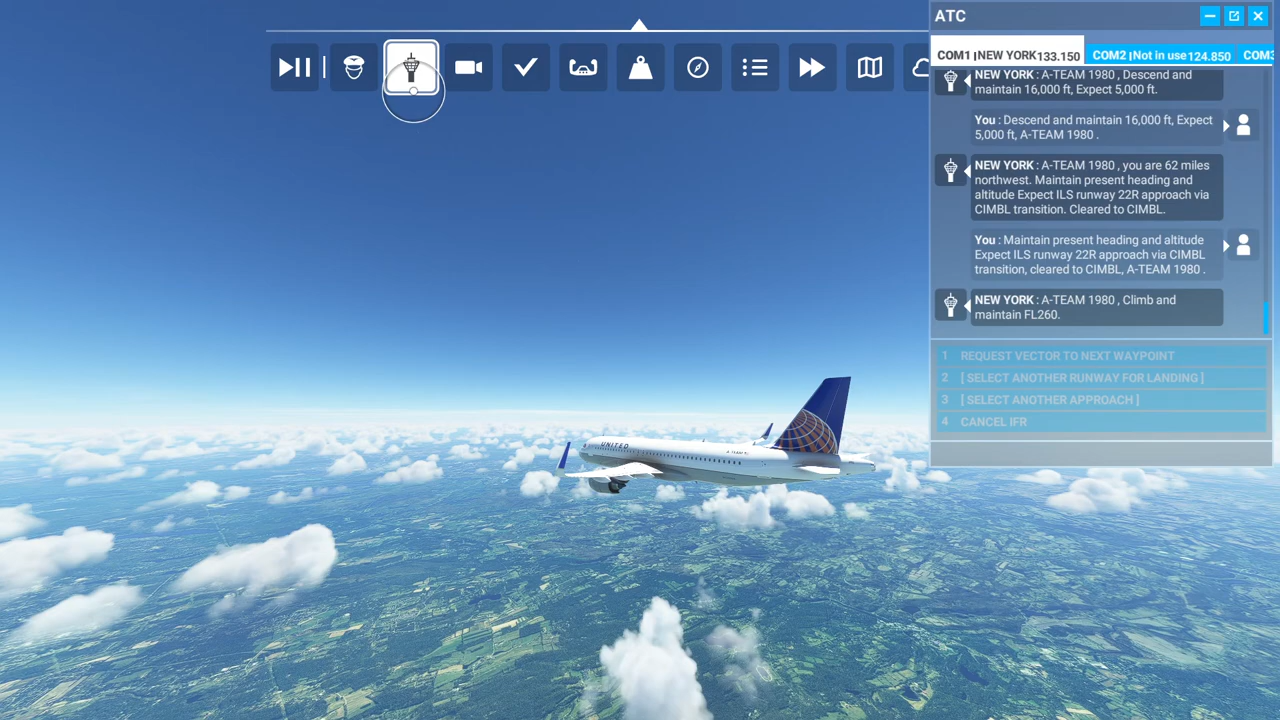 ATC
COM1 |NEW YORK133.150 COM2 |Not in use124.850 COM3
NEW YORK : A-TEAM 1980 , Descend and
maintain 16,000 ft, Expect 5,000 ft.
You : Descend and maintain 16,000 ft, Expect
5,000 ft, A-TEAM 1980 .
NEW YORK : A-TEAM 1980 , you are 62 miles
northwest. Maintain present heading and
altitude Expect ILS runway 22R approach via
CIMBL transition. Cleared to CIMBL.
You : Maintain present heading and altitude
Expect ILS runway 22R approach via CIMBL
transition, cleared to CIMBL, A-TEAM 1980 .
NEW YORK : A-TEAM 1980 , Climb and
maintain FL260.
1 REQUEST VECTOR TO NEXT WAYPOINT
2 [ SELECT ANOTHER RUNWAY FOR LANDING ]
3 [ SELECT ANOTHER APPROACH ]
4 CANCEL IFR
UNITED